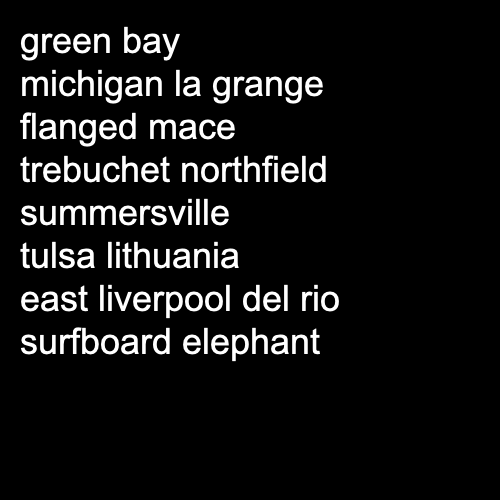 green bay
michigan la grange
flanged mace
trebuchet northfield
summersville
tulsa lithuania
east liverpool del rio
surfboard elephant